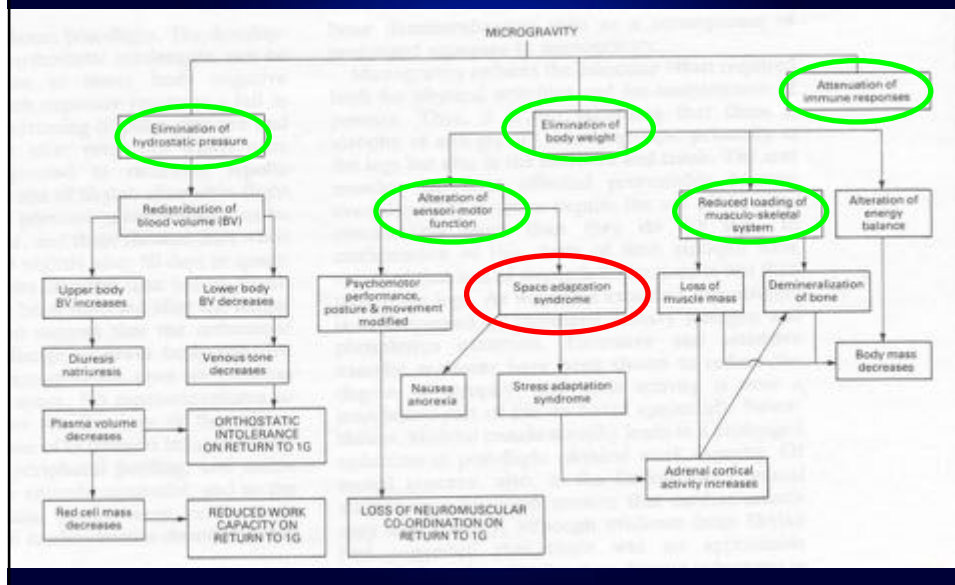 MICROGRAVITY
Attenuation of
immune responses
Elimination of
hydrostatic pressure
Elimination of
body weight
Redistribution of
blood volume (BV)
Alteration of
sensori-motor
function
Reduced loading of
musculo-skeletal
system
Alteration of
energy
balance
Upper body
BV increases
Lower body
BV decreases
Psychomotor
performance,
posture & movement
modified
Space adaptation
syndrome
Loss of
muscle mass
Demineralization
of bone
Diuresis
natriuresis
Venous tone
decreases
Nausea
anorexia
Stress adaptation
syndrome
Body mass
decreases
Plasma volume
decreases
ORTHOSTATIC
INTOLERANCE
ON RETURN TO 1G
Adrenal cortical
activity increases
Red cell mass
decreases
REDUCED WORK
CAPACITY ON
RETURN TO 1G
LOSS OF NEUROMUSCULAR
CO-ORDINATION ON
RETURN TO 1G